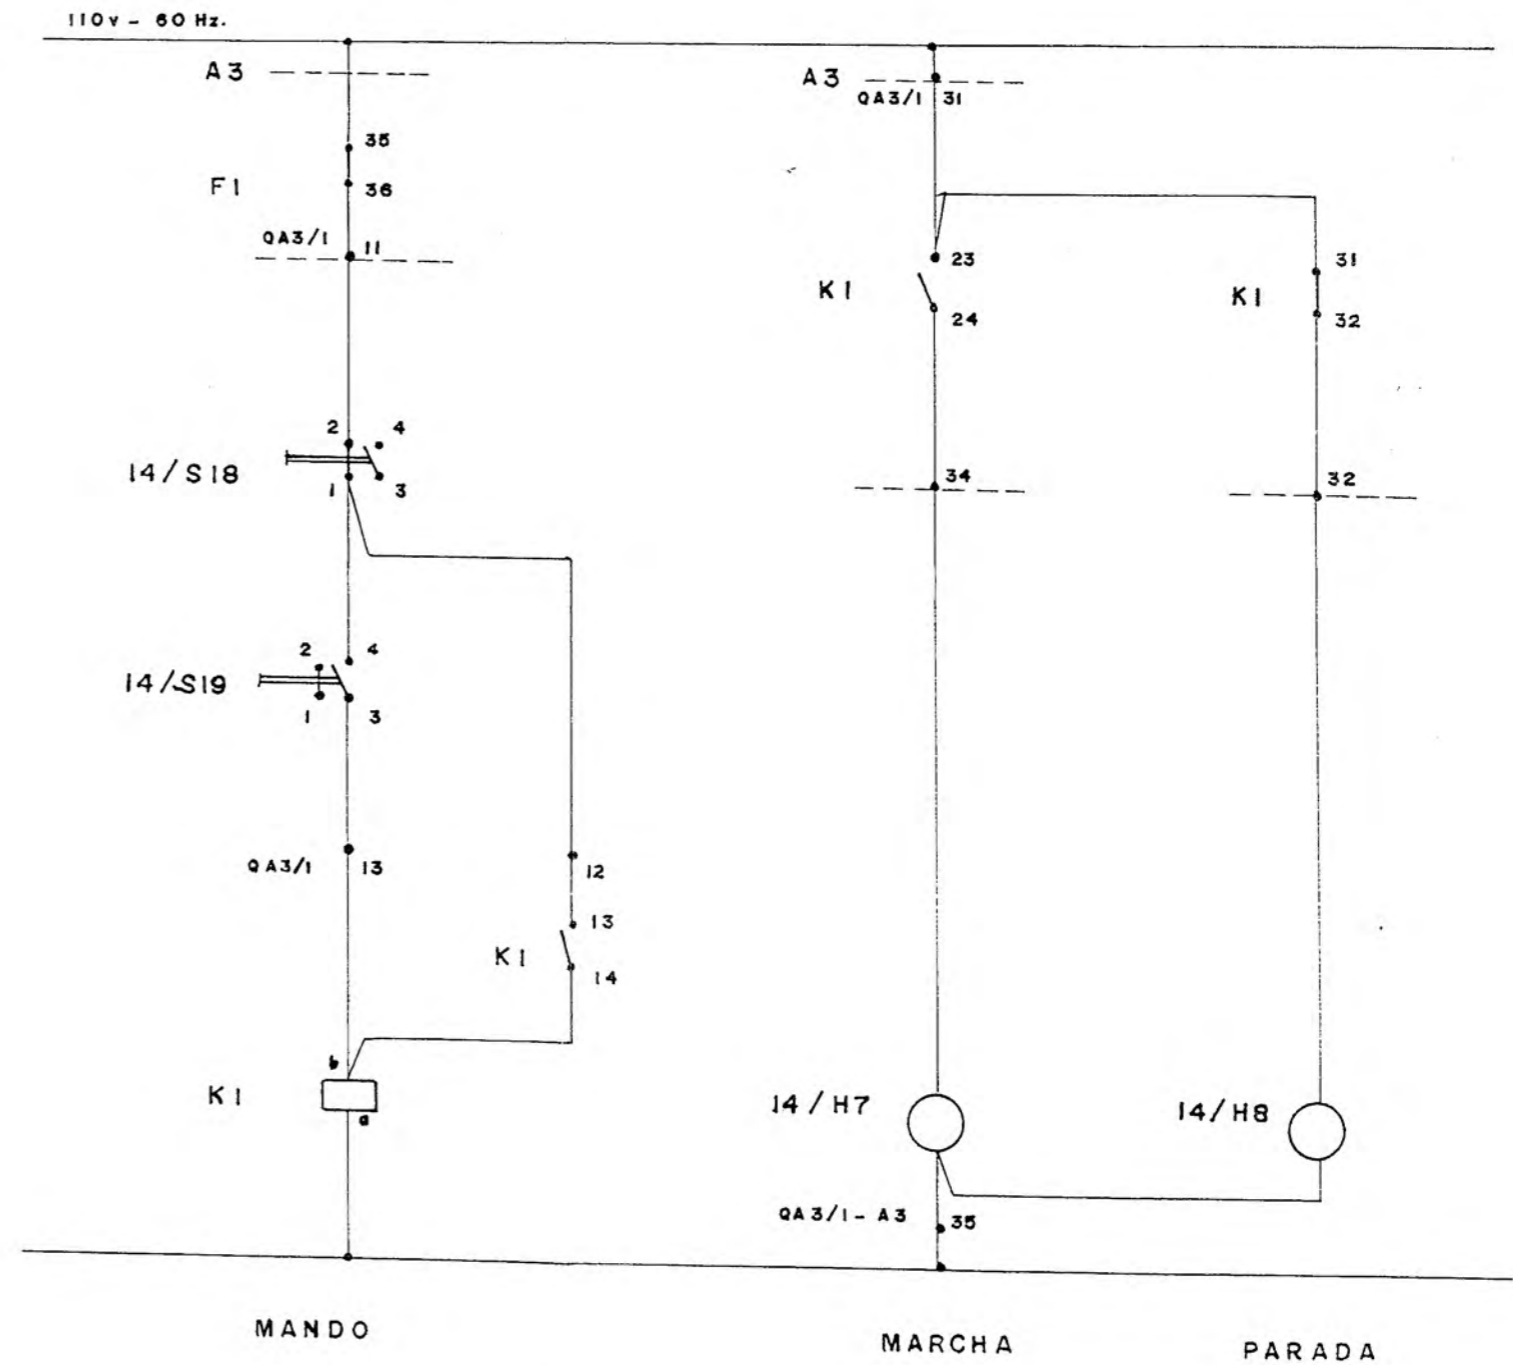 110v - 60 Hz.
A3
35
F1
36
QA3/1 11
2 4
14/S18
1 3
2 4
14/S19
1 3
QA3/1 13
12
13
K1
14
b
K1
a
A3
QA3/1 31
23
K1
24
31
K1
32
34
32
14/H7
14/H8
QA3/1-A3 35
MANDO
MARCHA
PARADA